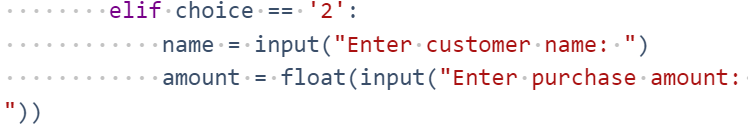 elif choice == '2':
            name = input("Enter customer name: ")
            amount = float(input("Enter purchase amount: 
"))